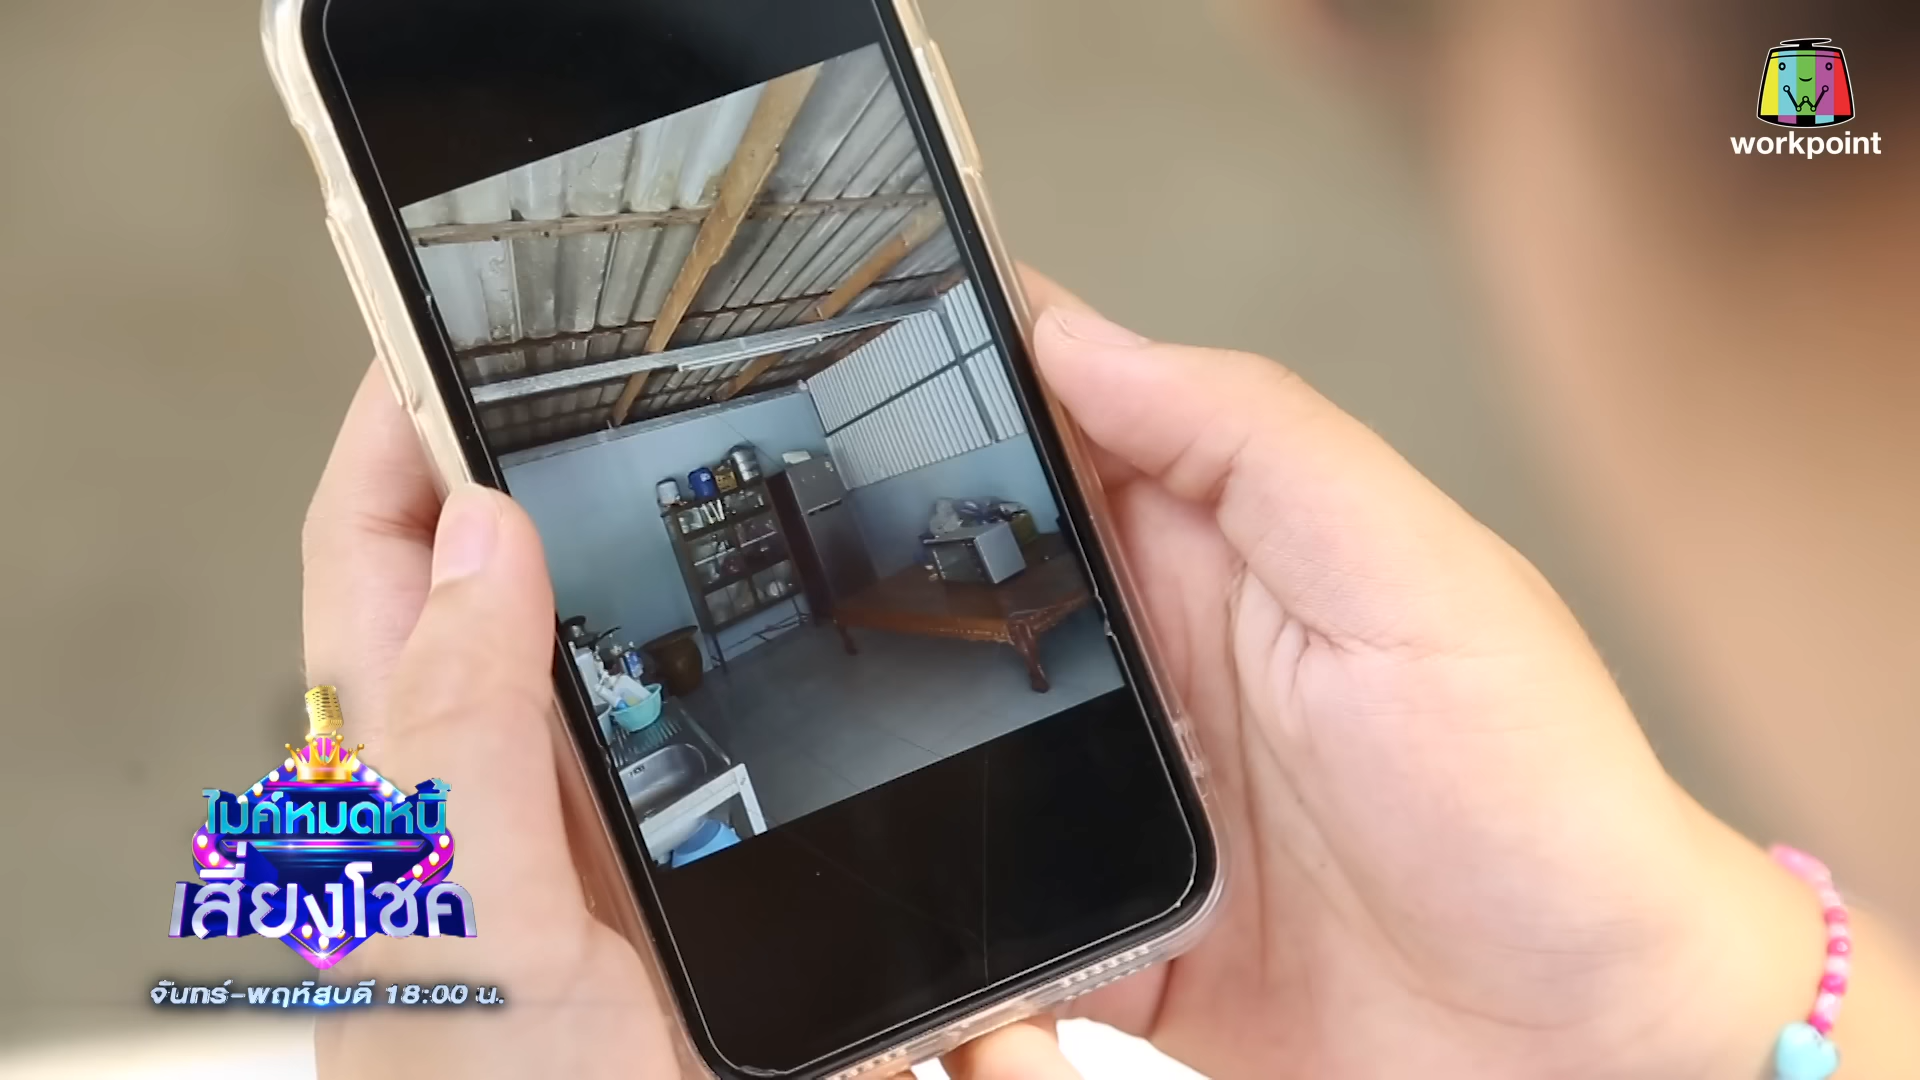 workpoint
ไมค์หมดหนี้
เสี่ยงโชค
จันทร์-พฤหัสบดี 18:00 น.